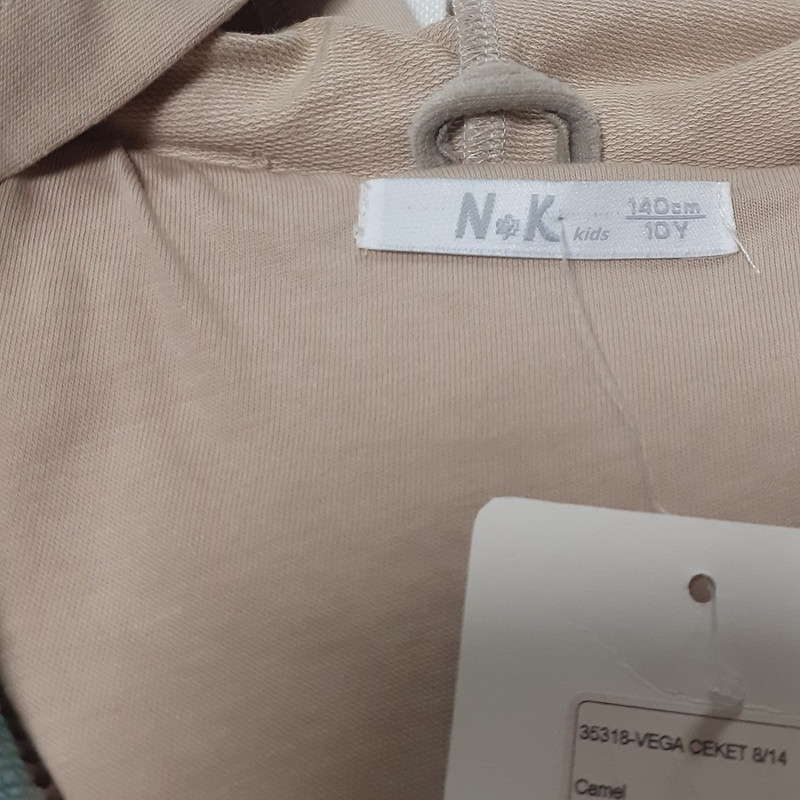 N K kids 140cm
10Y
35318-VEGA CEKET 8/14
Camel